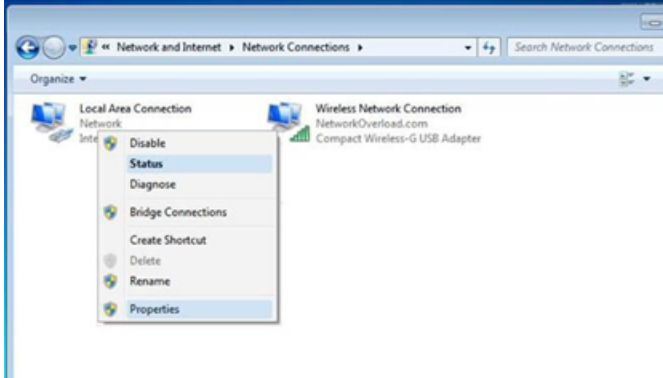 « Network and Internet ▸ Network Connections ▸
Search Network Connections
Organize ▾
Local Area Connection
Network
Inte
Wireless Network Connection
NetworkOverload.com
Compact Wireless-G USB Adapter
Disable
Status
Diagnose
Bridge Connections
Create Shortcut
Delete
Rename
Properties